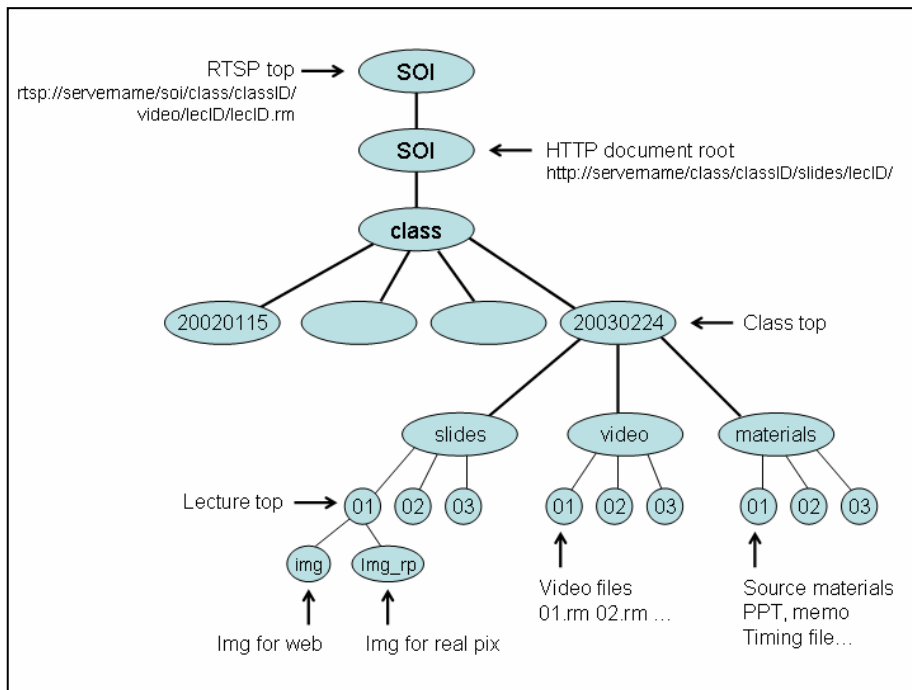 RTSP top
SOI
rtsp://servername/soi/class/classID/
video/lecID/lecID.rm
SOI
HTTP document root
http://servername/class/classID/slides/lecID/
class
20020115
20030224
Class top
slides
video
materials
Lecture top
01
02
03
01
02
03
01
02
03
img
Img_rp
Video files
01.rm 02.rm ...
Source materials
PPT, memo
Timing file...
Img for web
Img for real pix